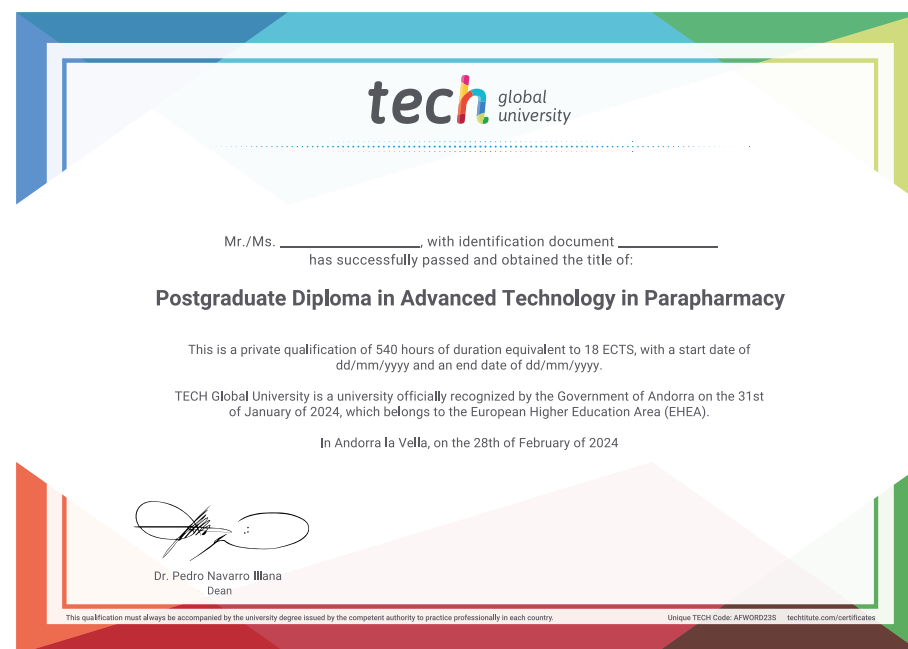 tech global university
Mr./Ms. ____________________, with identification document ______________
has successfully passed and obtained the title of:
Postgraduate Diploma in Advanced Technology in Parapharmacy
This is a private qualification of 540 hours of duration equivalent to 18 ECTS, with a start date of
dd/mm/yyyy and an end date of dd/mm/yyyy.
TECH Global University is a university officially recognized by the Government of Andorra on the 31st
of January of 2024, which belongs to the European Higher Education Area (EHEA).
In Andorra la Vella, on the 28th of February of 2024
Dr. Pedro Navarro Illana
Dean
This qualification must always be accompanied by the university degree issued by the competent authority to practice professionally in each country.
Unique TECH Code: AFWORD23S techtitute.com/certificates